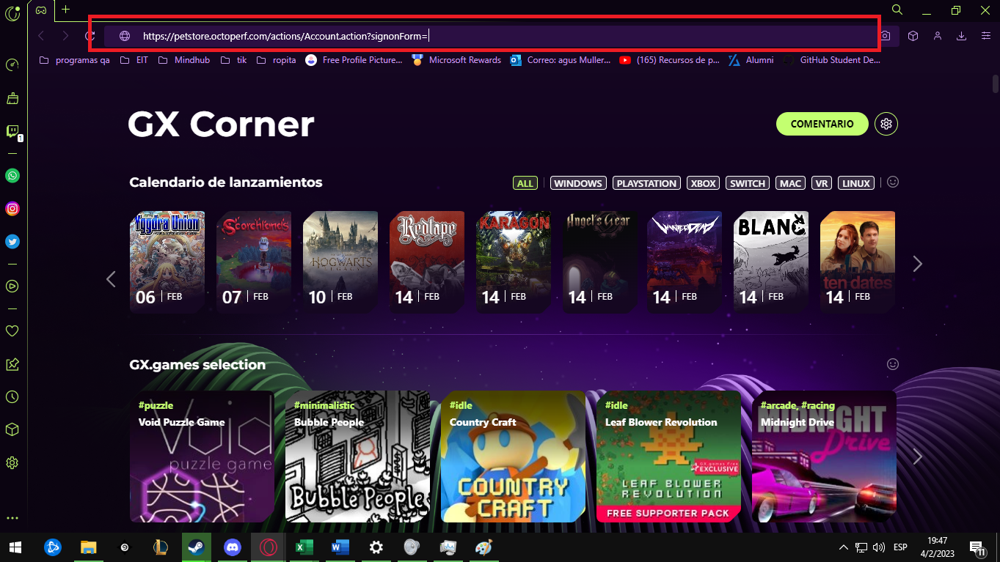 https://petstore.octoperf.com/actions/Account.action?signonForm=
programas qa EIT Mindhub tik ropita Free Profile Picture... Microsoft Rewards Correo: agus Muller... (165) Recursos de p... Alumni GitHub Student De...
1
GX Corner
COMENTARIO
Calendario de lanzamientos
ALL WINDOWS PLAYSTATION XBOX SWITCH MAC VR LINUX
Yggdra Union
06 FEB
Scorchlands
07 FEB
HOGWARTS
10 FEB
Redtape
14 FEB
KARAGON
14 FEB
Angel's Gear
14 FEB
WINTER DEAD
14 FEB
BLANC
14 FEB
ten dates
14 FEB
GX.games selection
#puzzle
Void Puzzle Game
VOID
puzzle game
#minimalistic
Bubble People
Bubble People
#idle
Country Craft
COUNTRY
CRAFT
#idle
Leaf Blower Revolution
GX.games Free
EXCLUSIVE
LEAF BLOWER
REVOLUTION
FREE SUPPORTER PACK
#arcade, #racing
Midnight Drive
MIDNIGHT
Drive
ESP
19:47
4/2/2023
11